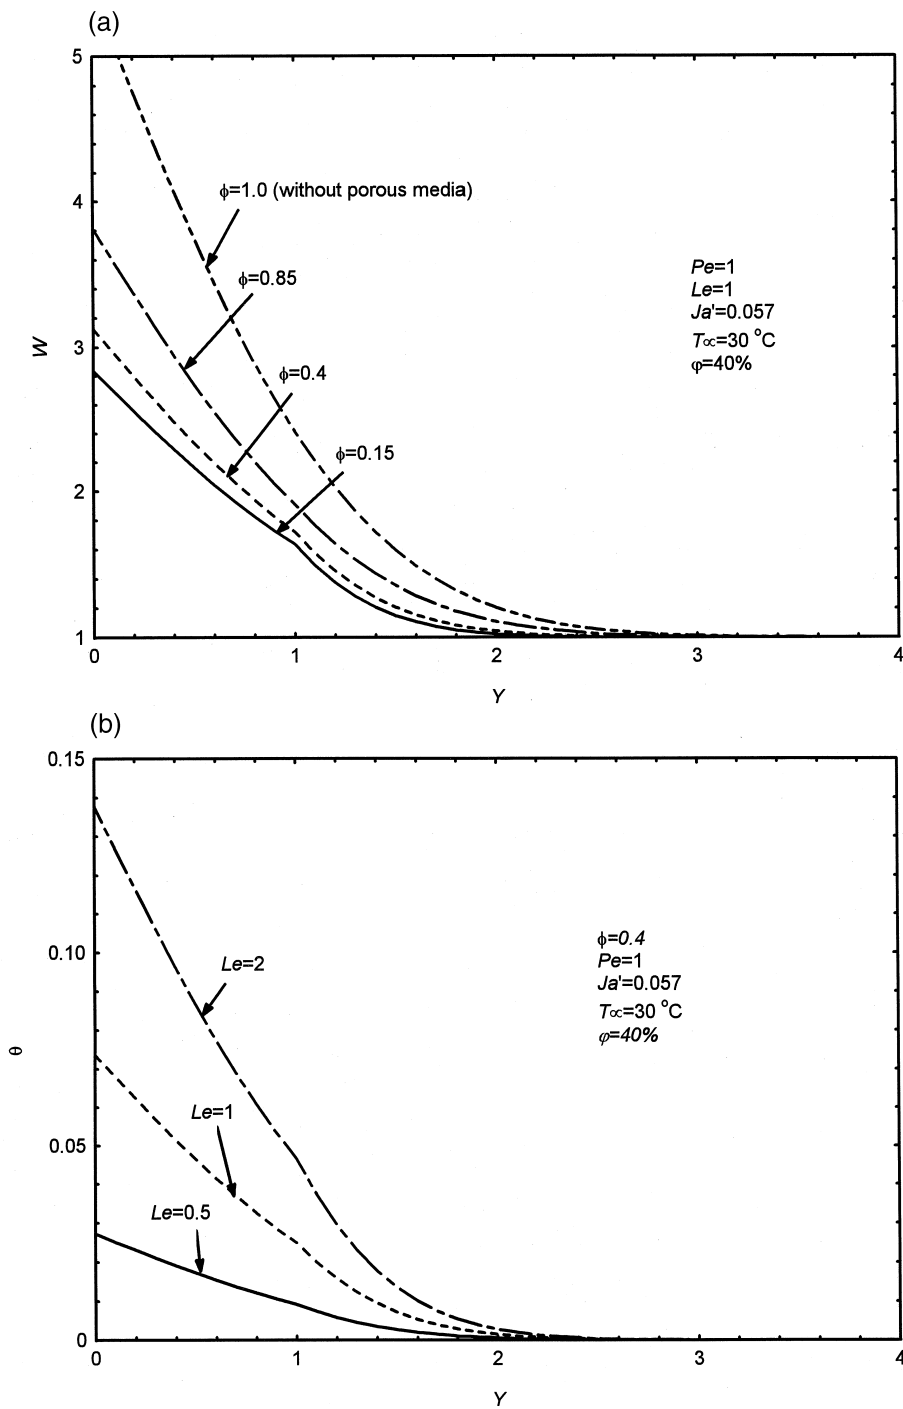 (a)
5
4
3
2
1
W
ϕ=1.0 (without porous media)
ϕ=0.85
ϕ=0.4
ϕ=0.15
Pe=1
Le=1
Ja'=0.057
T∝=30 °C
φ=40%
0 1 2 3 4
Y
(b)
0.15
0.10
0.05
0
θ
Le=2
Le=1
Le=0.5
ϕ=0.4
Pe=1
Ja'=0.057
T∝=30 °C
φ=40%
0 1 2 3 4
Y